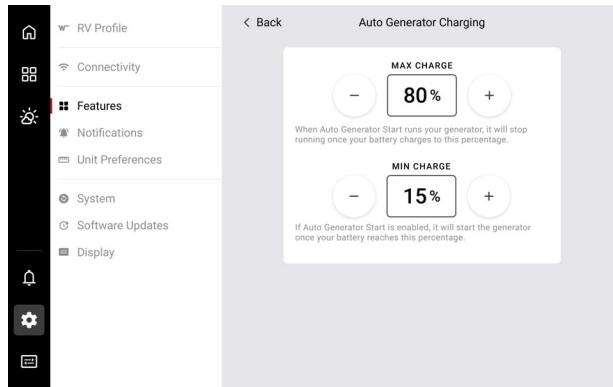 < Back
Auto Generator Charging
W RV Profile
Connectivity
Features
Notifications
Unit Preferences
System
Software Updates
Display
MAX CHARGE
− 80% +
When Auto Generator Start runs your generator, it will stop
running once your battery charges to this percentage.
MIN CHARGE
− 15% +
If Auto Generator Start is enabled, it will start the generator
once your battery reaches this percentage.